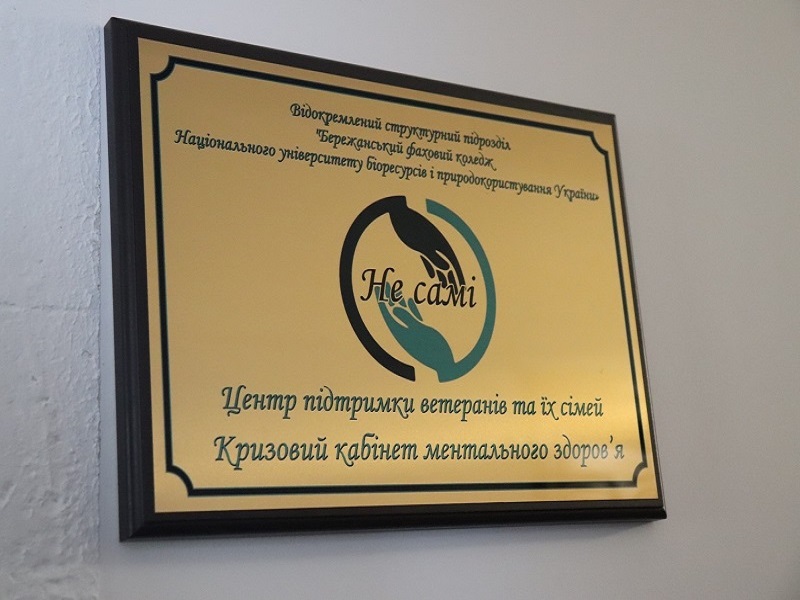 Відокремлений структурний підрозділ
"Бережанський фаховий коледж
Національного університету біоресурсів і природокористування України»
Не самі
Центр підтримки ветеранів та їх сімей
Кризовий кабінет ментального здоров'я